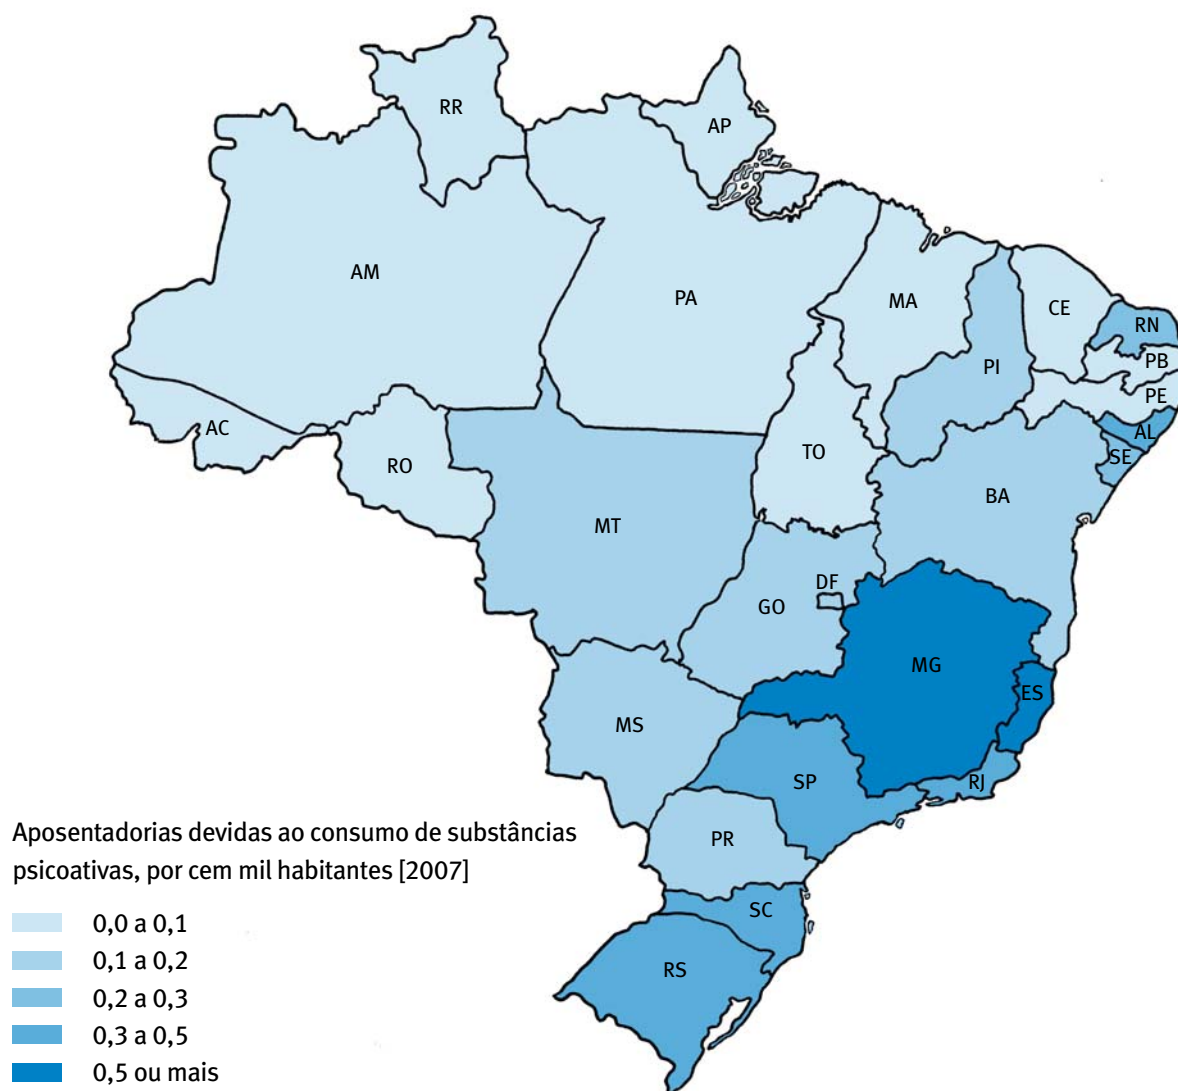 RR
AP
AM
PA
MA
CE
RN
PI
PB
PE
AC
AL
TO
SE
RO
BA
MT
DF
GO
MG
ES
MS
SP
RJ
PR
SC
RS
Aposentadorias devidas ao consumo de substâncias
psicoativas, por cem mil habitantes [2007]
0,0 a 0,1
0,1 a 0,2
0,2 a 0,3
0,3 a 0,5
0,5 ou mais